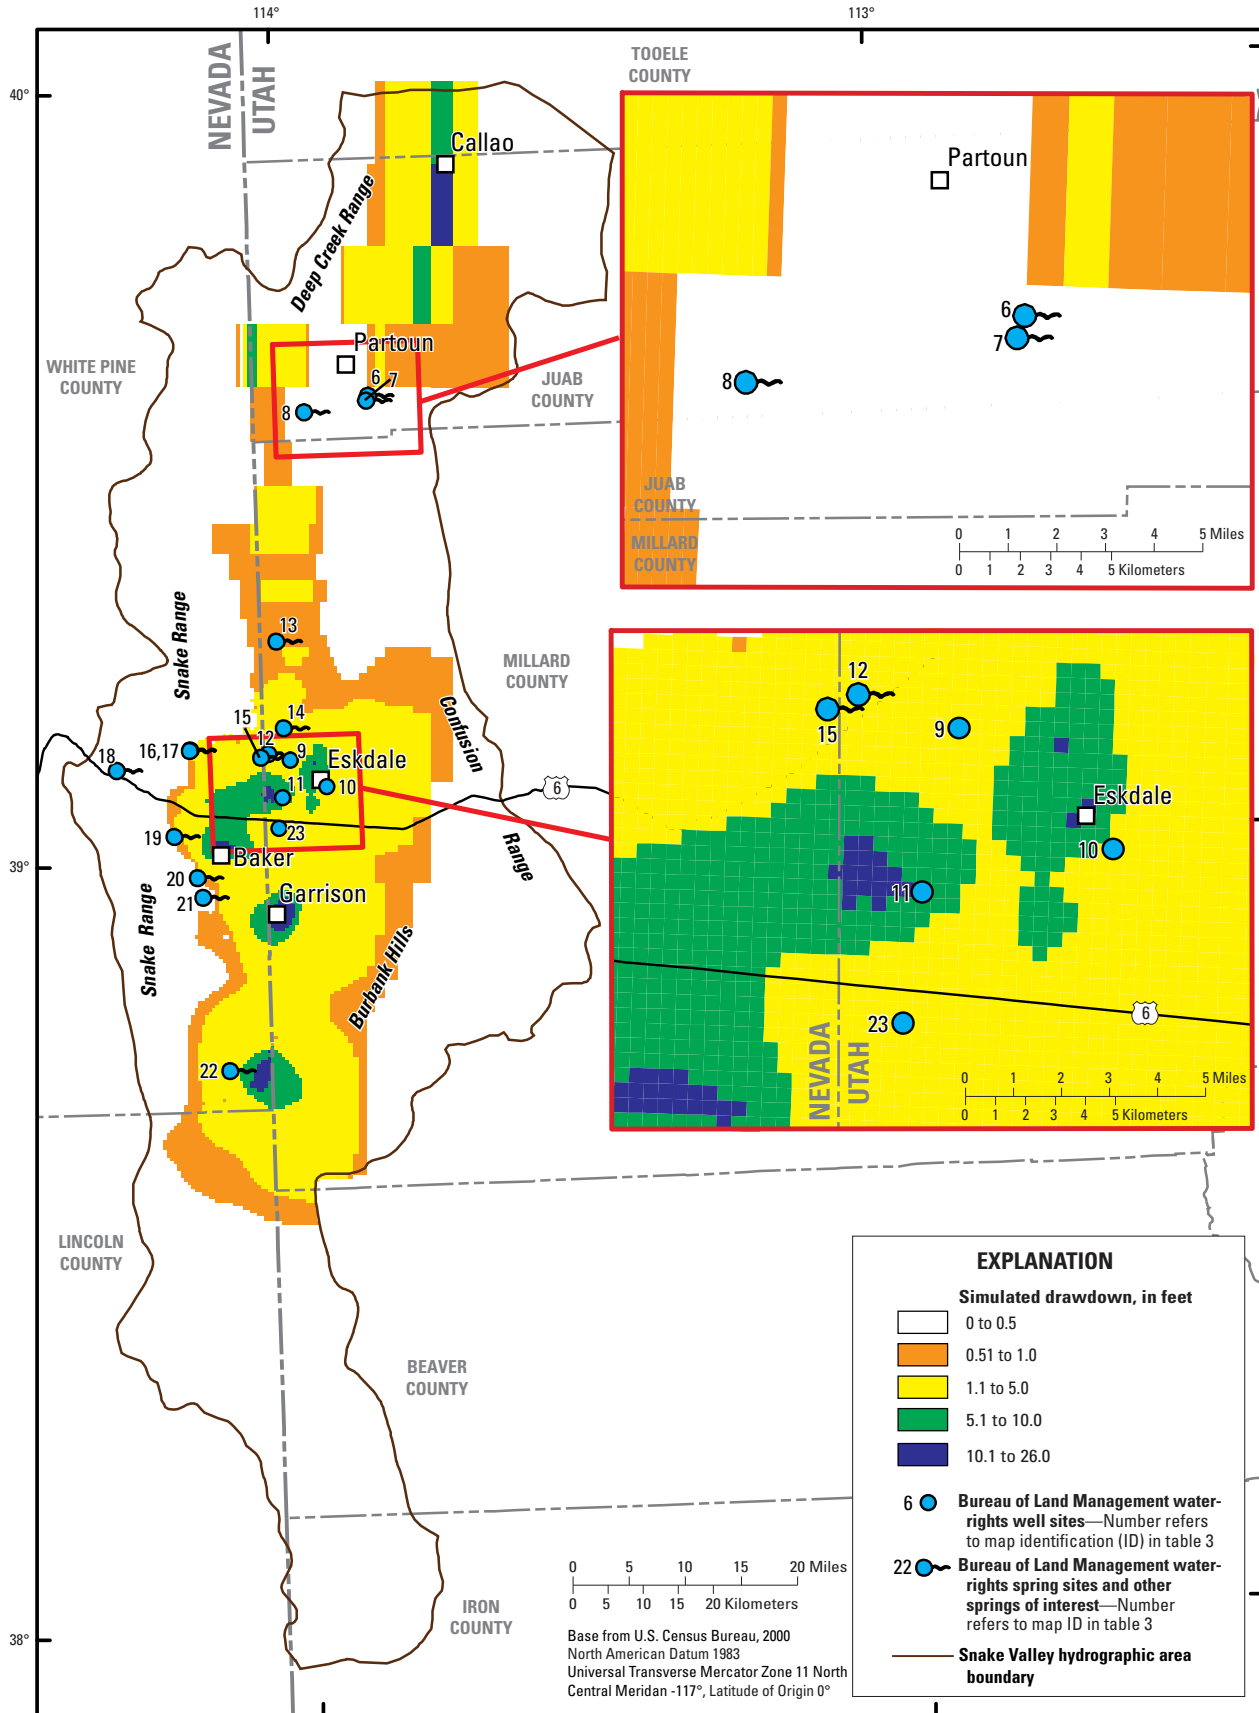 114°
113°
40°
NEVADA
UTAH
TOOELE
COUNTY
Callao
Deep Creek Range
Partoun
6
7
8
WHITE PINE
COUNTY
JUAB
COUNTY
Partoun
6
7
8
JUAB
COUNTY
MILLARD
COUNTY
0 1 2 3 4 5 Miles
0 1 2 3 4 5 Kilometers
13
Snake Range
MILLARD
COUNTY
14
15
12
9
16,17
18
Eskdale
10
11
Confusion
Range
6
23
19
Baker
39°
20
21
Garrison
Snake Range
Burbank Hills
22
12
15
9
Eskdale
10
11
6
23
NEVADA
UTAH
0 1 2 3 4 5 Miles
0 1 2 3 4 5 Kilometers
LINCOLN
COUNTY
BEAVER
COUNTY
IRON
COUNTY
38°
0 5 10 15 20 Miles
0 5 10 15 20 Kilometers
Base from U.S. Census Bureau, 2000
North American Datum 1983
Universal Transverse Mercator Zone 11 North
Central Meridian -117°, Latitude of Origin 0°
EXPLANATION
Simulated drawdown, in feet
0 to 0.5
0.51 to 1.0
1.1 to 5.0
5.1 to 10.0
10.1 to 26.0
6 Bureau of Land Management water-
rights well sites—Number refers
to map identification (ID) in table 3
22 Bureau of Land Management water-
rights spring sites and other
springs of interest—Number
refers to map ID in table 3
Snake Valley hydrographic area
boundary